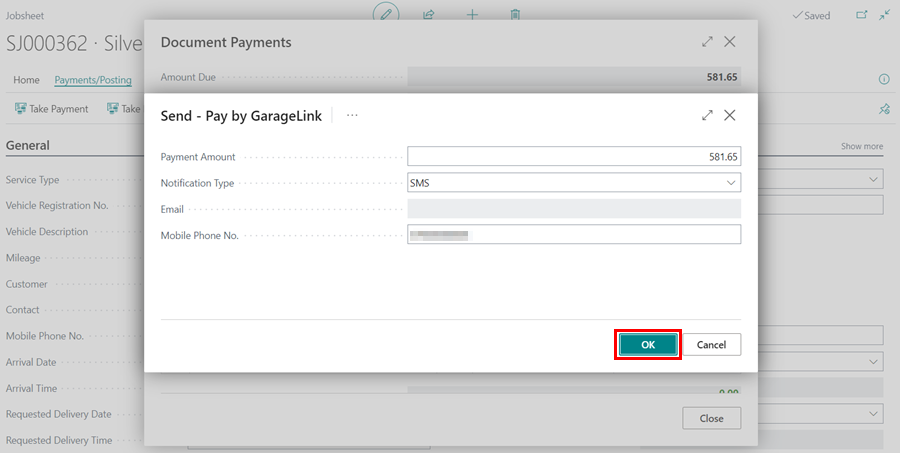 Jobsheet
Saved
SJ000362 · Silve
Document Payments
Home
Payments/Posting
Amount Due
581.65
Take Payment
Take
Send - Pay by GarageLink
...
General
Show more
Payment Amount
581.65
Service Type
Notification Type
SMS
Vehicle Registration No.
Email
Vehicle Description
Mobile Phone No.
Mileage
Customer
Contact
Mobile Phone No.
OK
Cancel
Arrival Date
Arrival Time
Requested Delivery Date
Close
Requested Delivery Time